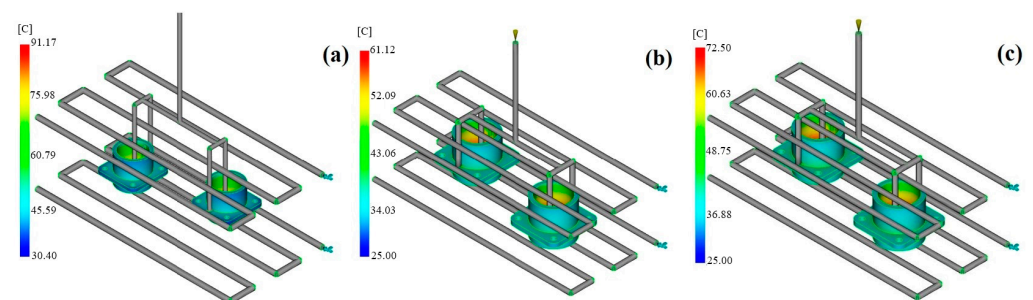 [C]
91.17
75.98
60.79
45.59
30.40
(a)
[C]
61.12
52.09
43.06
34.03
25.00
(b)
[C]
72.50
60.63
48.75
36.88
25.00
(c)